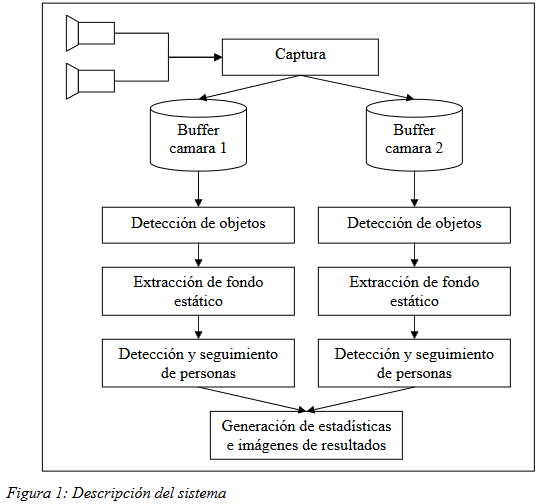 Captura
Buffer
camara 1
Buffer
camara 2
Detección de objetos
Detección de objetos
Extracción de fondo
estático
Extracción de fondo
estático
Detección y seguimiento
de personas
Detección y seguimiento
de personas
Generación de estadísticas
e imágenes de resultados
Figura 1: Descripción del sistema